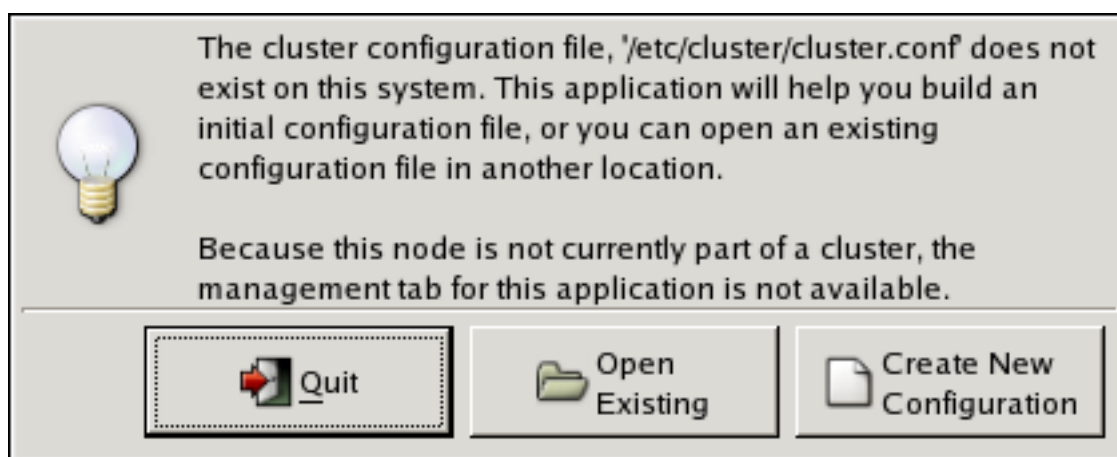 The cluster configuration file, '/etc/cluster/cluster.conf' does not
exist on this system. This application will help you build an
initial configuration file, or you can open an existing
configuration file in another location.
Because this node is not currently part of a cluster, the
management tab for this application is not available.
Quit
Open
Existing
Create New
Configuration